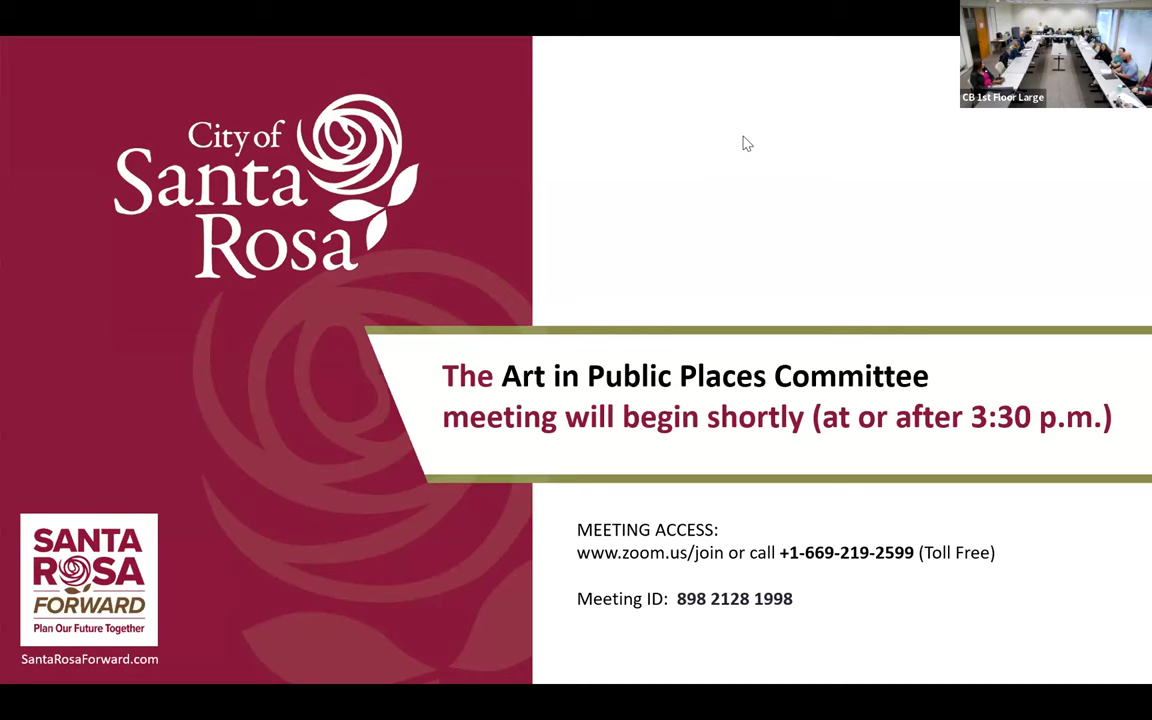 City of
Santa
Rosa
CB 1st Floor Large
The Art in Public Places Committee
meeting will begin shortly (at or after 3:30 p.m.)
MEETING ACCESS:
www.zoom.us/join or call +1-669-219-2599 (Toll Free)
Meeting ID: 898 2128 1998
SANTA
ROSA
FORWARD
Plan Our Future Together
SantaRosaForward.com